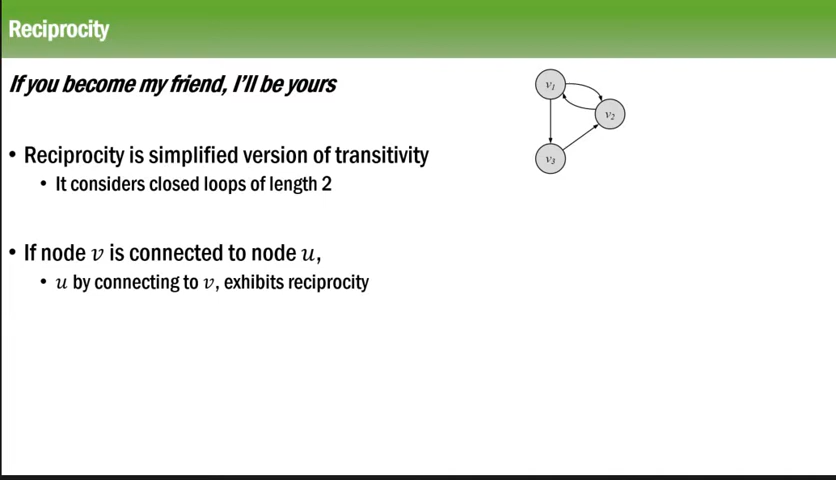 Reciprocity
If you become my friend, I'll be yours
• Reciprocity is simplified version of transitivity
• It considers closed loops of length 2
• If node v is connected to node u,
• u by connecting to v, exhibits reciprocity
v1
v2
v3